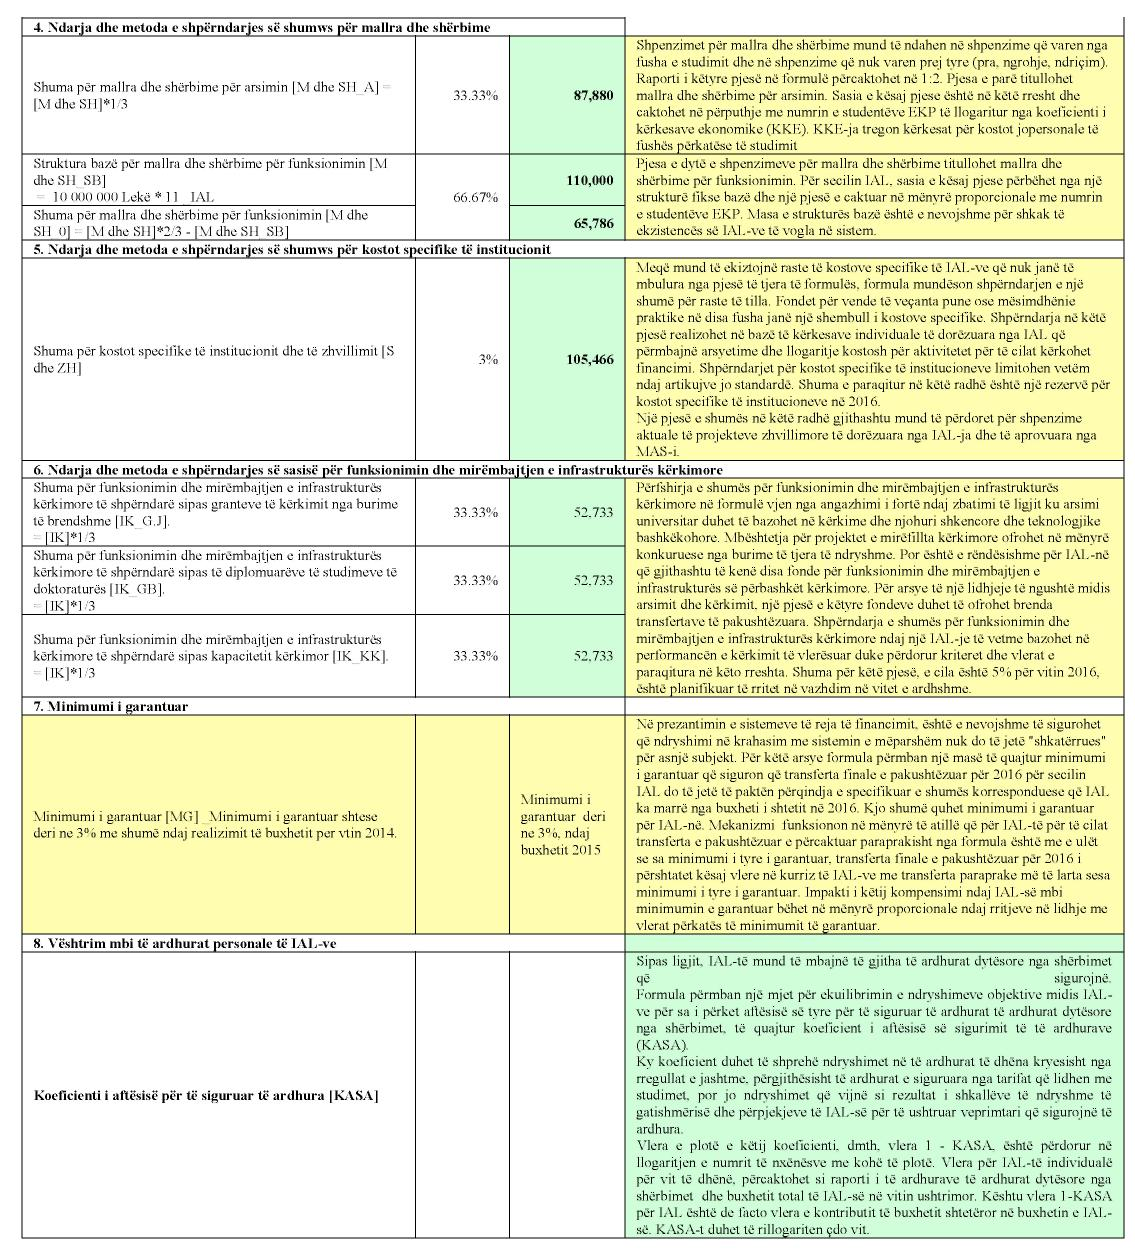 4. Ndarja dhe metoda e shpërndarjes së shumws për mallra dhe shërbime
Shuma për mallra dhe shërbime për arsimin [M dhe SH_A] =
[M dhe SH]*1/3
33.33%
87,880
Shpenzimet për mallra dhe shërbime mund të ndahen në shpenzime që varen nga
fusha e studimit dhe në shpenzime që nuk varen prej tyre (pra, ngrohje, ndriçim).
Raporti i këtyre pjesë në formulë përcaktohet në 1:2. Pjesa e parë titullohet
mallra dhe shërbime për arsimin. Sasia e kësaj pjese është në këtë rresht dhe
caktohet në përputhje me numrin e studentëve EKP të llogaritur nga koeficienti i
kërkesave ekonomike (KKE). KKE-ja tregon kërkesat për kostot jopersonale të
fushës përkatëse të studimit
Struktura bazë për mallra dhe shërbime për funksionimin [M
dhe SH_SB]
= 10 000 000 Lekë * 11_IAL
66.67%
110,000
Shuma për mallra dhe shërbime për funksionimin [M dhe
SH_0] = [M dhe SH]*2/3 - [M dhe SH_SB]
65,786
Pjesa e dytë e shpenzimeve për mallra dhe shërbime titullohet mallra dhe
shërbime për funksionimin. Për secilin IAL, sasia e kësaj pjese përbëhet nga një
strukturë fikse bazë dhe një pjesë e caktuar në mënyrë proporcionale me numrin
e studentëve EKP. Masa e strukturës bazë është e nevojshme për shkak të
ekzistencës së IAL-ve të vogla në sistem.
5. Ndarja dhe metoda e shpërndarjes së shumws për kostot specifike të institucionit
Shuma për kostot specifike të institucionit dhe të zhvillimit [S
dhe ZH]
3%
105,466
Meqë mund të ekiztojnë raste të kostove specifike të IAL-ve që nuk janë të
mbulura nga pjesë të tjera të formulës, formula mundëson shpërndarjen e një
shumë për raste të tilla. Fondet për vende të veçanta pune ose mësimdhënie
praktike në disa fusha janë një shembull i kostove specifike. Shpërndarja në këtë
pjesë realizohet në bazë të kërkesave individuale të dorëzuara nga IAL që
përmbajnë arsyetime dhe llogaritje kostosh për aktivitetet për të cilat kërkohet
financimi. Shpërndarjet për kostot specifike të institucioneve limitohen vetëm
ndaj artikujve jo standardë. Shuma e paraqitur në këtë radhë është një rezervë për
kostot specifike të institucioneve në 2016.
Një pjesë e shumës në këtë radhë gjithashtu mund të përdoret për shpenzime
aktuale të projekteve zhvillimore të dorëzuara nga IAL-ja dhe të aprovuara nga
MAS-i.
6. Ndarja dhe metoda e shpërndarjes së sasisë për funksionimin dhe mirëmbajtjen e infrastrukturës kërkimore
Shuma për funksionimin dhe mirëmbajtjen e infrastrukturës
kërkimore të shpërndarë sipas granteve të kërkimit nga burime
të brendshme [IK_GJ].
= [IK]*1/3
33.33%
52,733
Shuma për funksionimin dhe mirëmbajtjen e infrastrukturës
kërkimore të shpërndarë sipas të diplomuarëve të studimeve të
doktoraturës [IK_GB].
= [IK]*1/3
33.33%
52,733
Shuma për funksionimin dhe mirëmbajtjen e infrastrukturës
kërkimore të shpërndarë sipas kapacitetit kërkimor [IK_KK].
= [IK]*1/3
33.33%
52,733
Përfshirja e shumës për funksionimin dhe mirëmbajtjen e infrastrukturës
kërkimore në formulë vjen nga angazhimi i fortë ndaj zbatimi të ligjit ku arsimi
universitar duhet të bazohet në kërkime dhe njohuri shkencore dhe teknologjike
bashkëkohore. Mbështetja për projektet e mirëfillta kërkimore ofrohet në mënyrë
konkuruese nga burime të tjera të ndryshme. Por është e rëndësishme për IAL-në
që gjithashtu të kenë disa fonde për funksionimin dhe mirëmbajtjen e
infrastrukturës së përbashkët kërkimore. Për arsye të një lidhjeje të ngushtë midis
arsimit dhe kërkimit, një pjesë e këtyre fondeve duhet të ofrohet brenda
transfertave të pakushtëzuara. Shpërndarja e shumës për funksionimin dhe
mirëmbajtjen e infrastrukturës kërkimore ndaj një IAL-je të vetme bazohet në
performancën e kërkimit të vlerësuar duke përdorur kriteret dhe vlerat e
paraqitura në këto rreshta. Shuma për këtë pjesë, e cila është 5% për vitin 2016,
është planifikuar të rritet në vazhdim në vitet e ardhshme.
7. Minimumi i garantuar
Minimumi i garantuar [MG] _Minimumi i garantuar shtese
deri ne 3% me shumë ndaj realizimit të buxhetit per vtin 2014.
Minimumi i
garantuar deri
ne 3%, ndaj
buxhetit 2015
Në prezantimin e sistemeve të reja të financimit, është e nevojshme të sigurohet
që ndryshimi në krahasim me sistemin e mëparshëm nuk do të jetë "shkatërrues"
për asnjë subjekt. Për këtë arsye formula përmban një masë të quajtur minimumi
i garantuar që siguron që transferta finale e pakushtëzuar për 2016 për secilin
IAL do të jetë të paktën përqindja e specifikuar e shumës korresponduese që IAL
ka marrë nga buxheti i shtetit në 2016. Kjo shumë quhet minimumi i garantuar
për IAL-në. Mekanizmi funksionon në mënyrë të atillë që për IAL-të për të cilat
transferta e pakushtëzuar e përcaktuar paraprakisht nga formula është me e ulët
se sa minimumi i tyre i garantuar, transferta finale e pakushtëzuar për 2016 i
përshtatet kësaj vlere në kurriz të IAL-ve me transferta paraprake më të larta sesa
minimumi i tyre i garantuar. Impakti i këtij kompensimi ndaj IAL-së mbi
minimumin e garantuar bëhet në mënyrë proporcionale ndaj rritjeve në lidhje me
vlerat përkatës të minimumit të garantuar.
8. Vështrim mbi të ardhurat personale të IAL-ve
Koeficienti i aftësisë për të siguruar të ardhura [KASA]
Sipas ligjit, IAL-të mund të mbajnë të gjitha të ardhurat dytësore nga shërbimet
që sigurojnë.
Formula përmban një mjet për ekuilibrimin e ndryshimeve objektive midis IAL-
ve për sa i përket aftësisë së tyre për të siguruar të ardhurat të ardhurat dytësore
nga shërbimet, të quajtur koeficient i aftësisë së sigurimit të të ardhurave
(KASA).
Ky koeficient duhet të shprehë ndryshimet në të ardhurat të dhëna kryesisht nga
rregullat e jashtme, përgjithësisht të ardhurat e siguruara nga tarifat që lidhen me
studimet, por jo ndryshimet që vijnë si rezultat i shkallëve të ndryshme të
gatishmërisë dhe përpjekjeve të IAL-së për të ushtruar veprimtari që sigurojnë të
ardhura.
Vlera e plotë e këtij koeficienti, dmth, vlera 1 - KASA, është përdorur në
llogaritjen e numrit të nxënësve me kohë të plotë. Vlera për IAL-të individualë
për vit të dhënë, përcaktohet si raporti i të ardhurave të ardhurat dytësore nga
shërbimet dhe buxhetit total të IAL-së në vitin ushtrimor. Kështu vlera 1-KASA
për IAL është de facto vlera e kontributit të buxhetit shtetëror në buxhetin e IAL-
së. KASA-t duhet të rillogariten çdo vit.